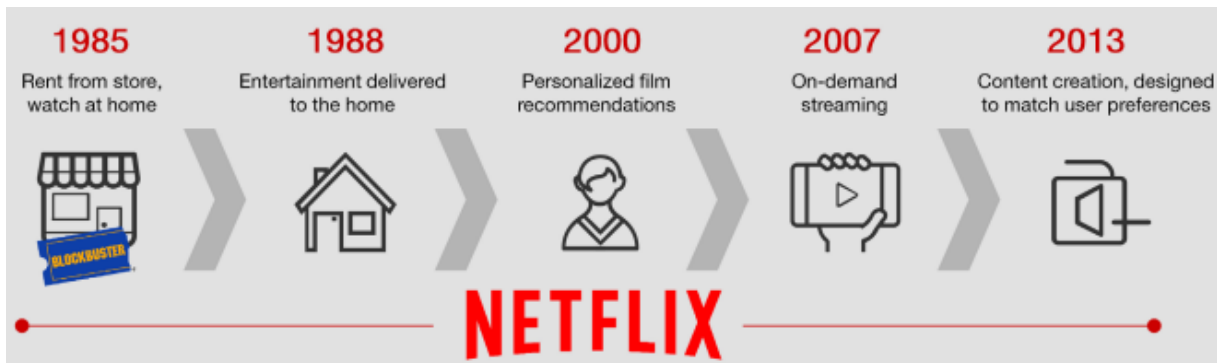 1985
Rent from store,
watch at home
1988
Entertainment delivered
to the home
2000
Personalized film
recommendations
2007
On-demand
streaming
2013
Content creation, designed
to match user preferences
BLOCKBUSTER
NETFLIX